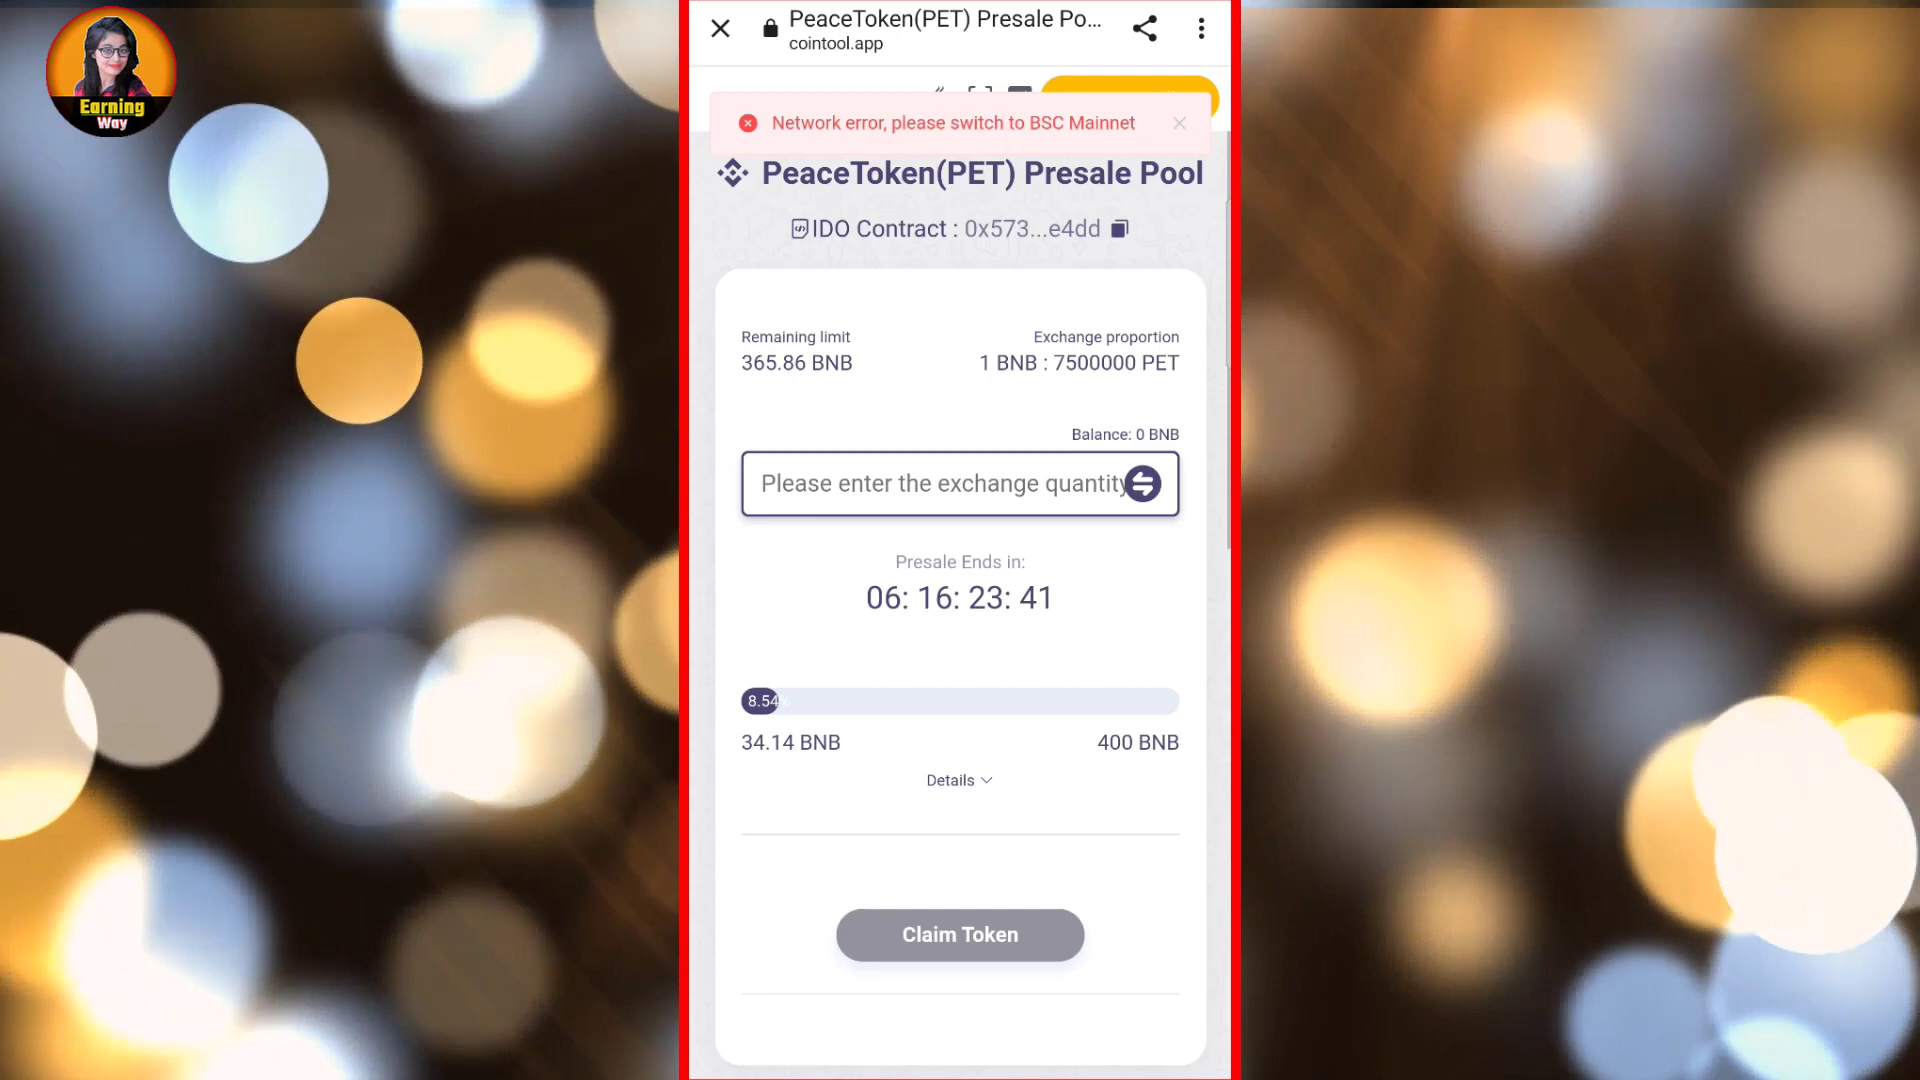 Earning
Way
PeaceToken(PET) Presale Po...
cointool.app
Network error, please switch to BSC Mainnet
PeaceToken(PET) Presale Pool
IDO Contract : 0x573...e4dd
Remaining limit
Exchange proportion
365.86 BNB
1 BNB : 7500000 PET
Balance: 0 BNB
Please enter the exchange quantity
Presale Ends in:
06: 16: 23: 41
8.54%
34.14 BNB
400 BNB
Details
Claim Token